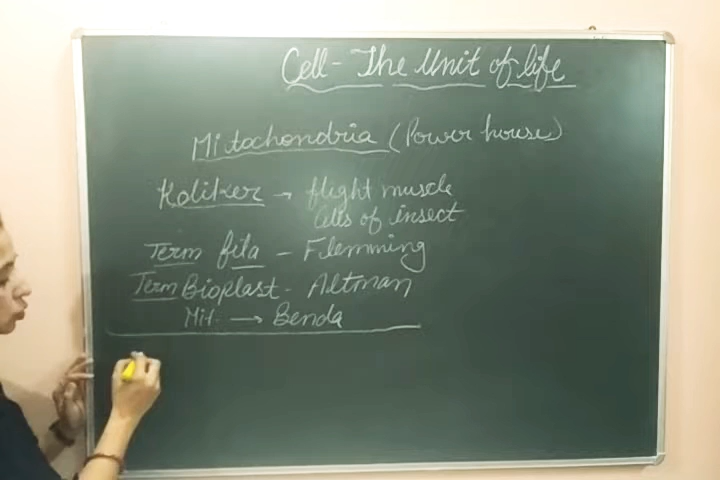 Cell - The Unit of life
Mitochondria (Power house)
Koliker → flight muscle
Cells of insect
Term fila - Flemming
Term Bioplast - Altman
Mit. → Benda